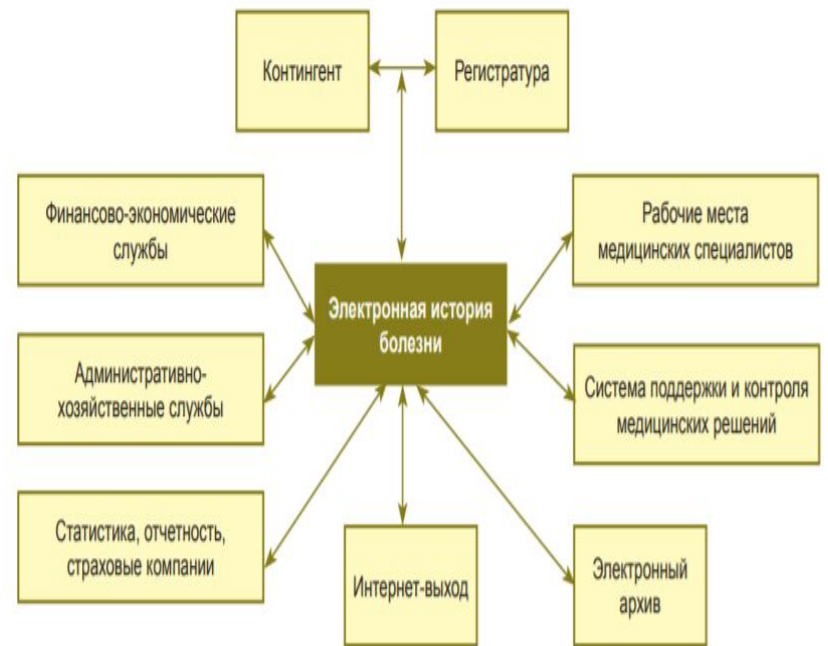 Контингент
Регистратура
Финансово-экономические
службы
Рабочие места
медицинских специалистов
Электронная история
болезни
Административно-
хозяйственные службы
Система поддержки и контроля
медицинских решений
Статистика, отчетность,
страховые компании
Интернет-выход
Электронный
архив